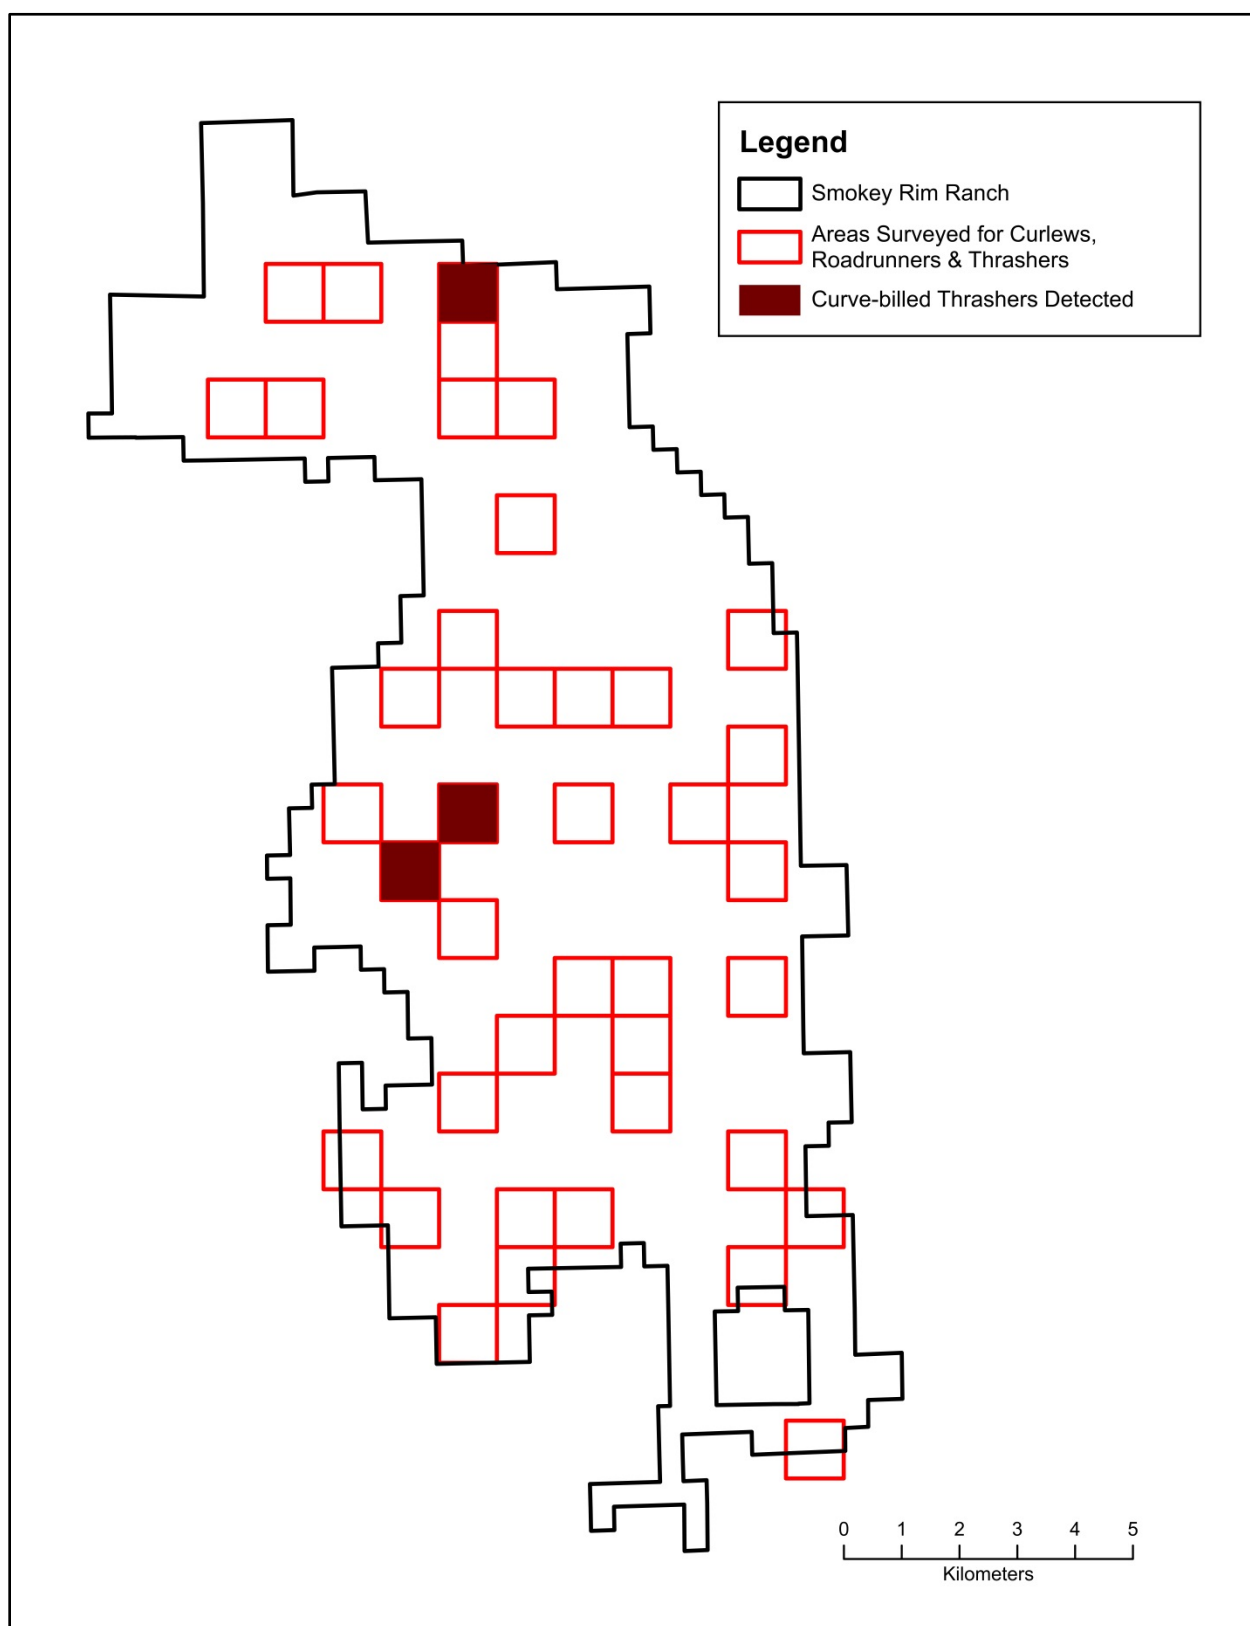 Legend
Smokey Rim Ranch
Areas Surveyed for Curlews,
Roadrunners & Thrashers
Curve-billed Thrashers Detected
0 1 2 3 4 5
Kilometers